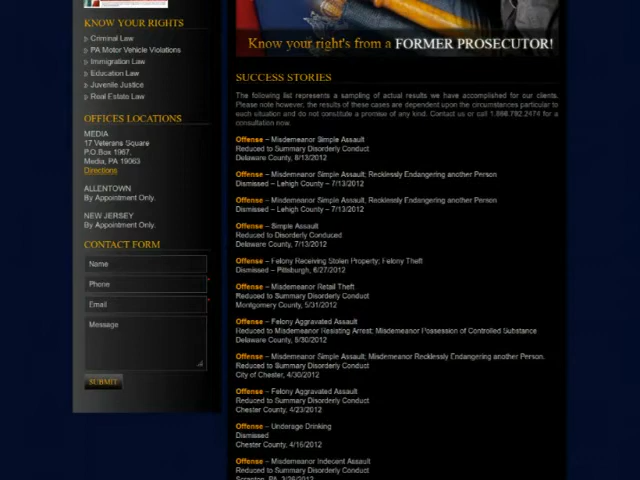 KNOW YOUR RIGHTS
Criminal Law
PA Motor Vehicle Violations
Immigration Law
Education Law
Juvenile Justice
Real Estate Law
OFFICES LOCATIONS
MEDIA
17 Veterans Square
P.O.Box 1967,
Media, PA 19063
Directions
ALLENTOWN
By Appointment Only.
NEW JERSEY
By Appointment Only.
CONTACT FORM
Name
Phone
*
Email
*
Message
SUBMIT
Know your right's from a FORMER PROSECUTOR!
SUCCESS STORIES
The following list represents a sampling of actual results we have accomplished for our clients.
Please note however, the results of these cases are dependent upon the circumstances particular to
each situation and do not constitute a promise of any kind. Contact us or call 1.866.782.2474 for a
consultation now.
Offense – Misdemeanor Simple Assault
Reduced to Summary Disorderly Conduct
Delaware County, 8/13/2012
Offense – Misdemeanor Simple Assault; Recklessly Endangering another Person
Dismissed – Lehigh County – 7/13/2012
Offense – Misdemeanor Simple Assault, Recklessly Endangering another Person
Dismissed – Lehigh County – 7/13/2012
Offense – Simple Assault
Reduced to Disorderly Conduced
Delaware County, 7/13/2012
Offense – Felony Receiving Stolen Property; Felony Theft
Dismissed – Pittsburgh, 6/27/2012
Offense – Misdemeanor Retail Theft
Reduced to Summary Disorderly Conduct
Montgomery County, 5/31/2012
Offense – Felony Aggravated Assault
Reduced to Misdemeanor Resisting Arrest; Misdemeanor Possession of Controlled Substance
Delaware County, 5/30/2012
Offense – Misdemeanor Simple Assault; Misdemeanor Recklessly Endangering another Person.
Reduced to Summary Disorderly Conduct
City of Chester, 4/30/2012
Offense – Felony Aggravated Assault
Reduced to Summary Disorderly Conduct
Chester County, 4/23/2012
Offense – Underage Drinking
Dismissed
Chester County, 4/16/2012
Offense – Misdemeanor Indecent Assault
Reduced to Summary Disorderly Conduct
Scranton, PA, 3/26/2012